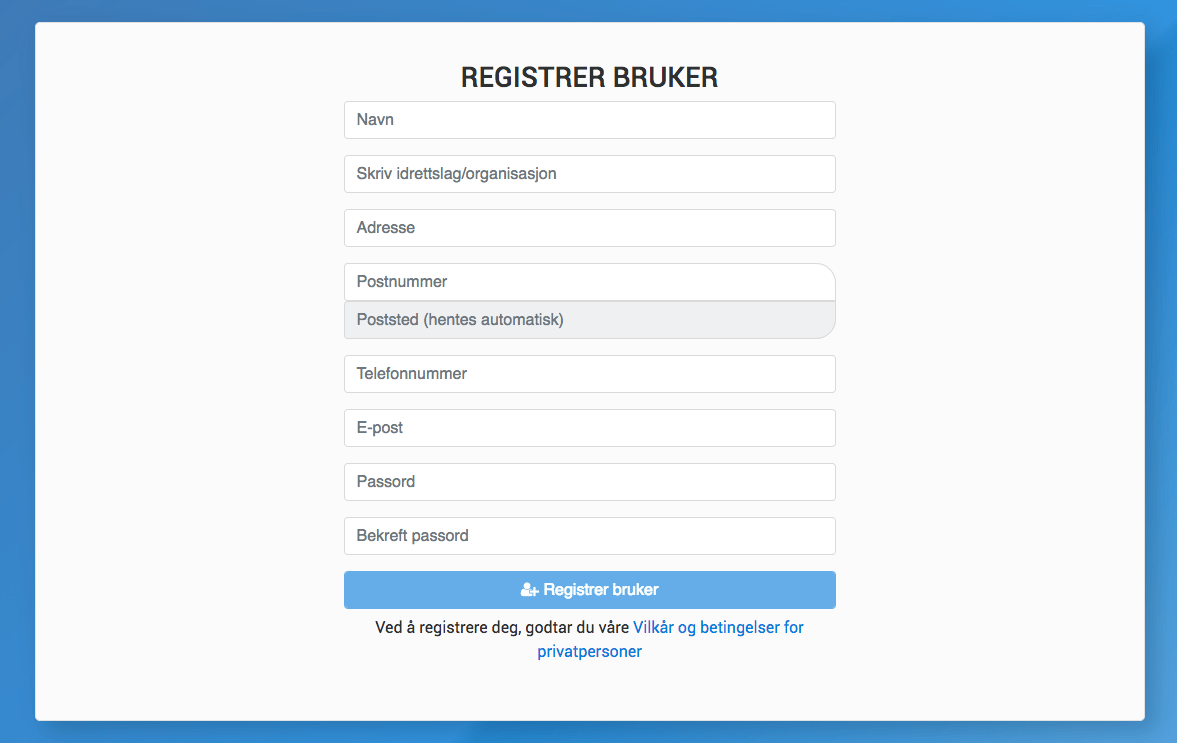 REGISTRER BRUKER
Navn
Skriv idrettslag/organisasjon
Adresse
Postnummer
Poststed (hentes automatisk)
Telefonnummer
E-post
Passord
Bekreft passord
Registrer bruker
Ved å registrere deg, godtar du våre Vilkår og betingelser for
privatpersoner